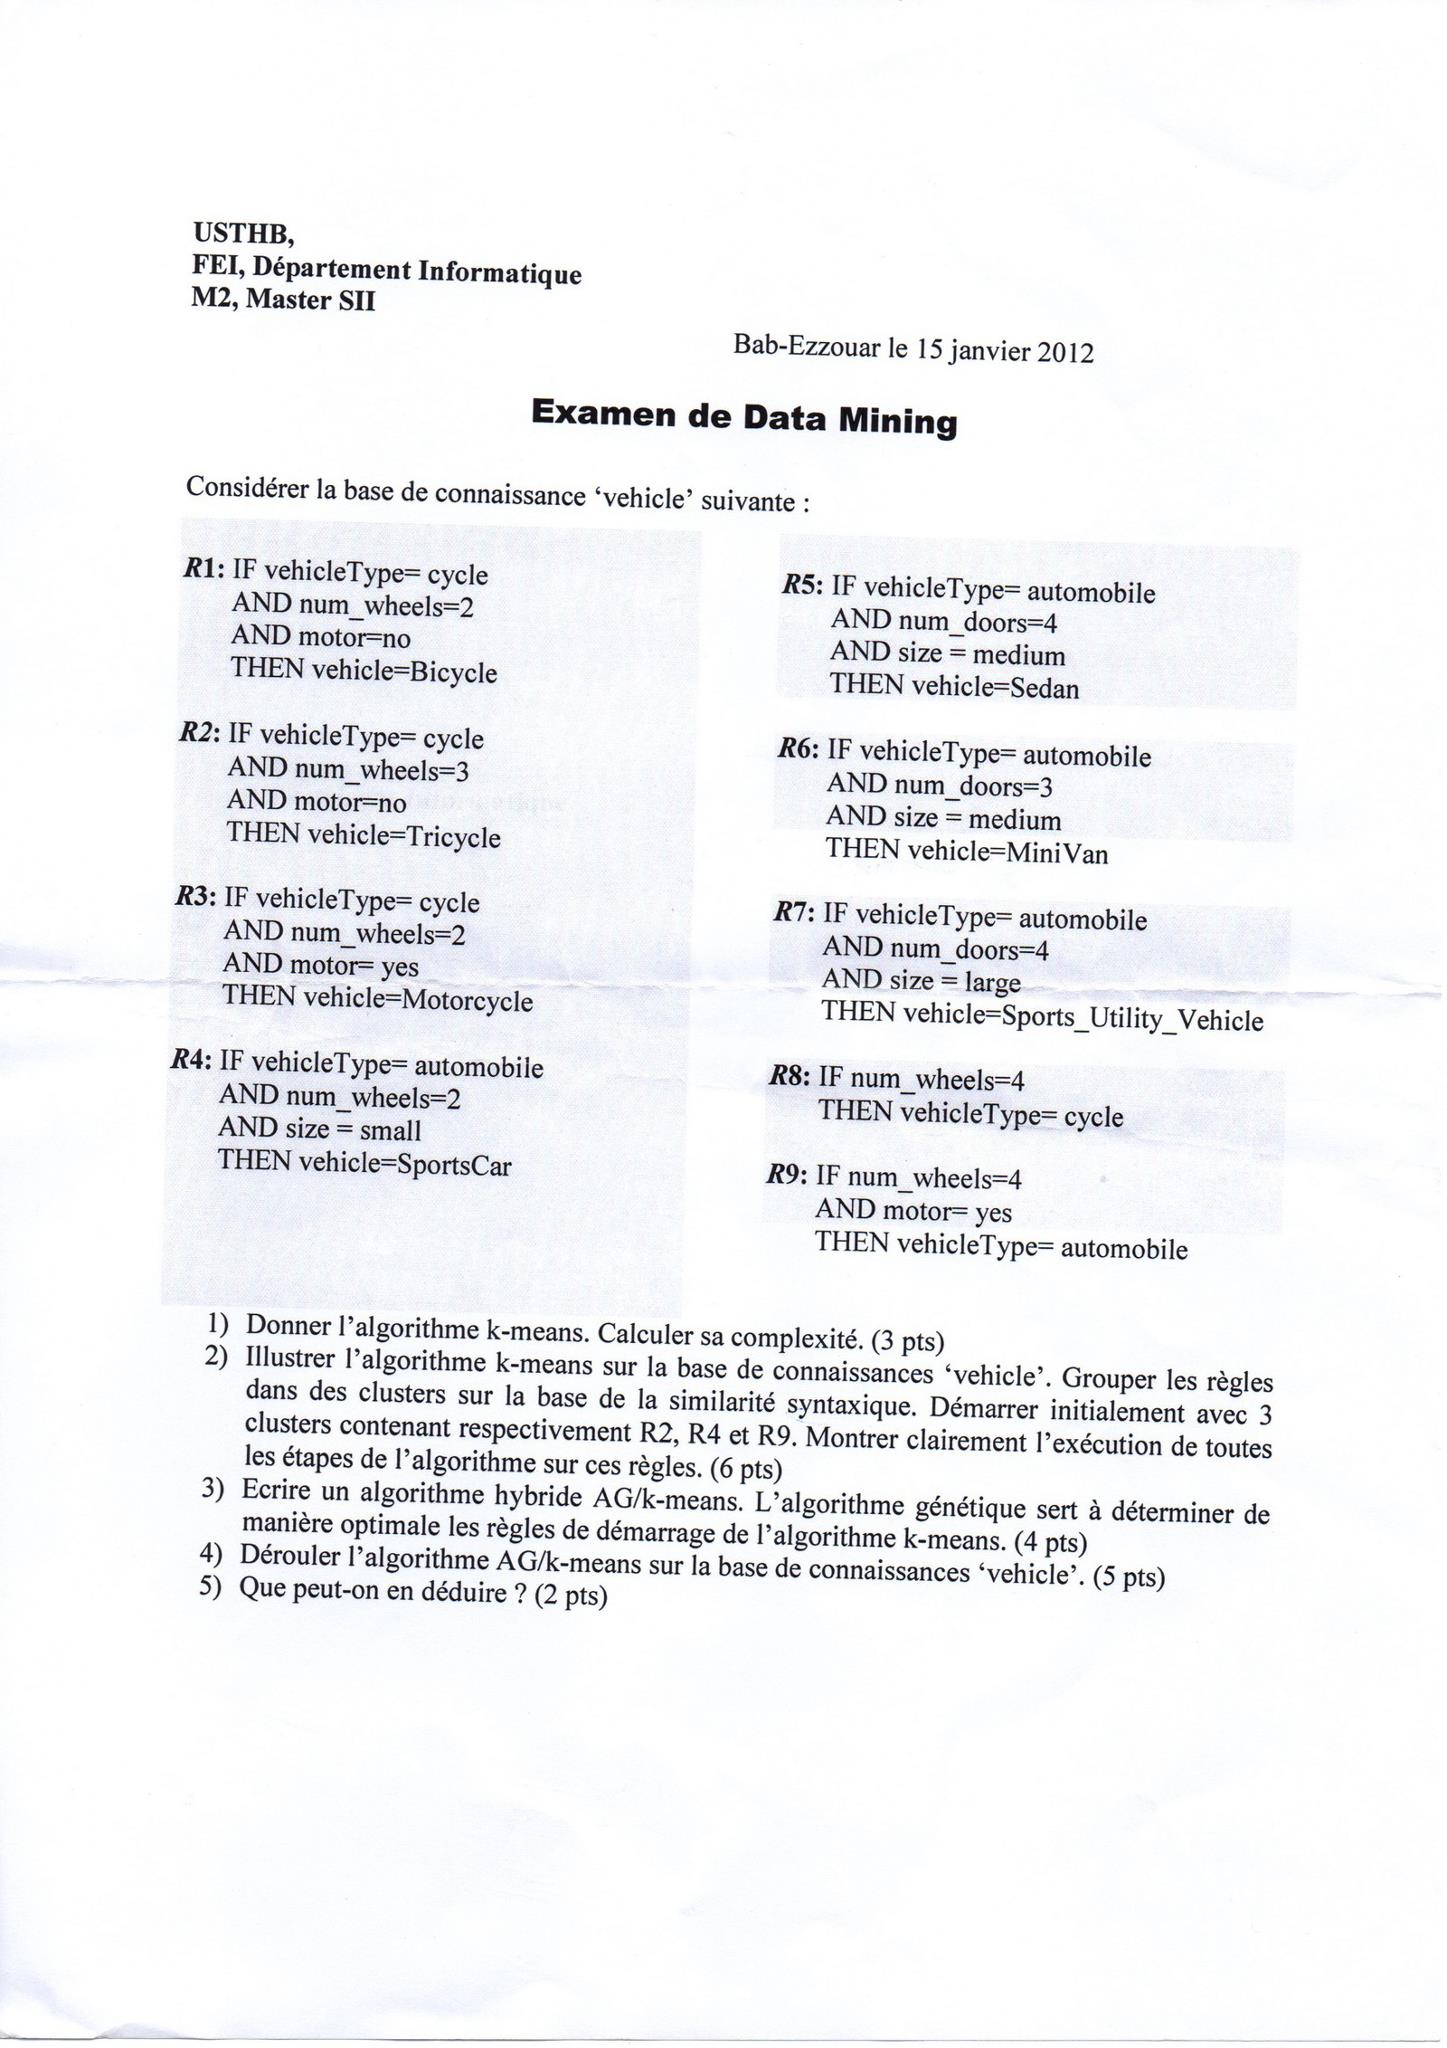 USTHB,
FEI, Département Informatique
M2, Master SII
Bab-Ezzouar le 15 janvier 2012
Examen de Data Mining
Considérer la base de connaissance ‘vehicle’ suivante :
R1: IF vehicleType= cycle
AND num_wheels=2
AND motor=no
THEN vehicle=Bicycle
R2: IF vehicleType= cycle
AND num_wheels=3
AND motor=no
THEN vehicle=Tricycle
R3: IF vehicleType= cycle
AND num_wheels=2
AND motor= yes
THEN vehicle=Motorcycle
R4: IF vehicleType= automobile
AND num_wheels=2
AND size = small
THEN vehicle=SportsCar
R5: IF vehicleType= automobile
AND num_doors=4
AND size = medium
THEN vehicle=Sedan
R6: IF vehicleType= automobile
AND num_doors=3
AND size = medium
THEN vehicle=MiniVan
R7: IF vehicleType= automobile
AND num_doors=4
AND size = large
THEN vehicle=Sports_Utility_Vehicle
R8: IF num_wheels=4
THEN vehicleType= cycle
R9: IF num_wheels=4
AND motor= yes
THEN vehicleType= automobile
1) Donner l’algorithme k-means. Calculer sa complexité. (3 pts)
2) Illustrer l’algorithme k-means sur la base de connaissances ‘vehicle’. Grouper les règles
dans des clusters sur la base de la similarité syntaxique. Démarrer initialement avec 3
clusters contenant respectivement R2, R4 et R9. Montrer clairement l’exécution de toutes
les étapes de l’algorithme sur ces règles. (6 pts)
3) Ecrire un algorithme hybride AG/k-means. L’algorithme génétique sert à déterminer de
manière optimale les règles de démarrage de l’algorithme k-means. (4 pts)
4) Dérouler l’algorithme AG/k-means sur la base de connaissances ‘vehicle’. (5 pts)
5) Que peut-on en déduire ? (2 pts)